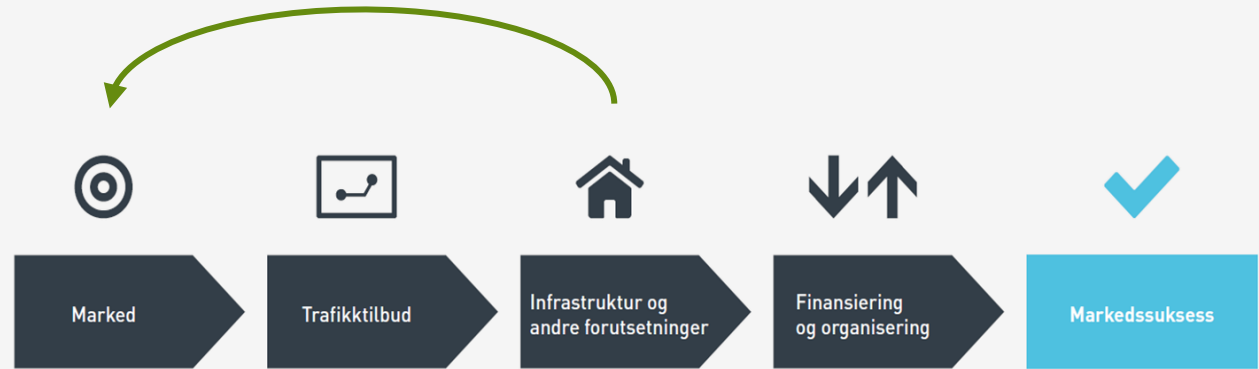 Marked
Trafikktilbud
Infrastruktur og
andre forutsetninger
Finansiering
og organisering
Markedssuksess